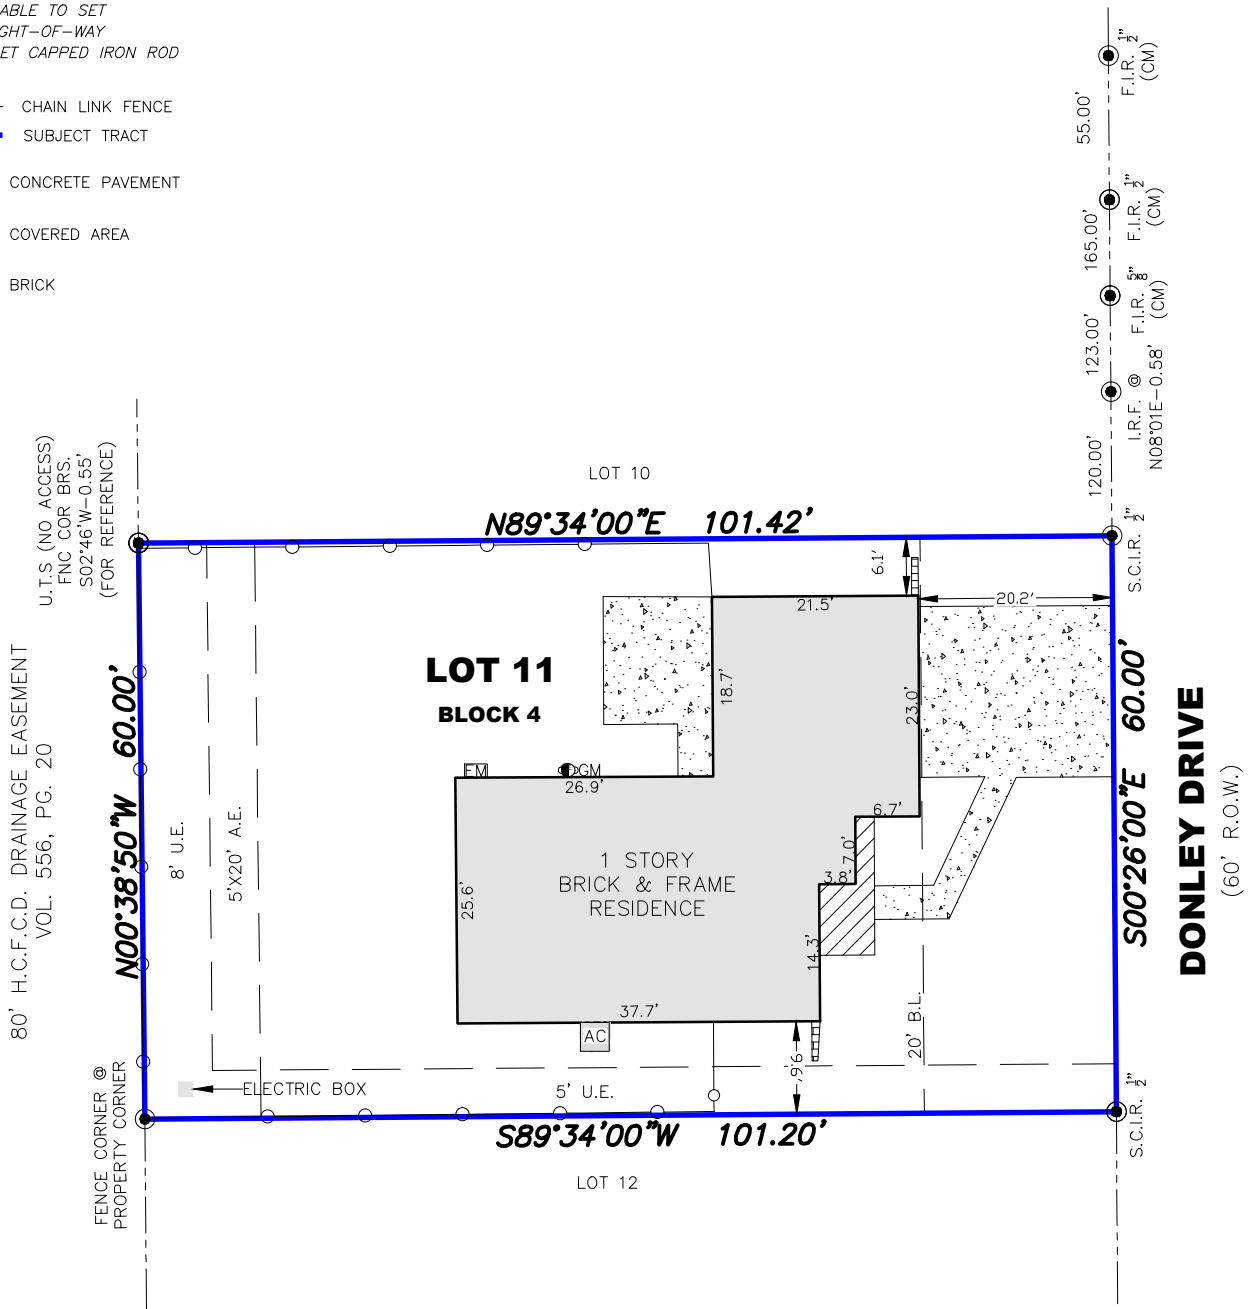 ABLE TO SET
GHT-OF-WAY
ET CAPPED IRON ROD
CHAIN LINK FENCE
SUBJECT TRACT
CONCRETE PAVEMENT
COVERED AREA
BRICK
F.I.R. 1/2"
(CM)
55.00'
F.I.R. 1/2"
(CM)
165.00'
F.I.R. 5/8"
(CM)
123.00'
I.R.F. @
N08°01'E-0.58'
120.00'
S.C.I.R. 1/2"
U.T.S (NO ACCESS)
FNC COR BRS.
S02°46'W-0.55'
(FOR REFERENCE)
LOT 10
N89°34'00"E 101.42'
6.1'
21.5'
20.2'
LOT 11
BLOCK 4
18.7'
23.0'
EM
GM
26.9'
6.7'
7.0'
3.8'
1 STORY
BRICK & FRAME
RESIDENCE
25.6'
14.3'
37.7'
AC
9.6'
20' B.L.
8' U.E.
5'X20' A.E.
80' H.C.F.C.D. DRAINAGE EASEMENT
VOL. 556, PG. 20
N00°38'50"W 60.00'
S00°26'00"E 60.00'
DONLEY DRIVE
(60' R.O.W.)
ELECTRIC BOX
5' U.E.
S89°34'00"W 101.20'
S.C.I.R. 1/2"
FENCE CORNER @
PROPERTY CORNER
LOT 12